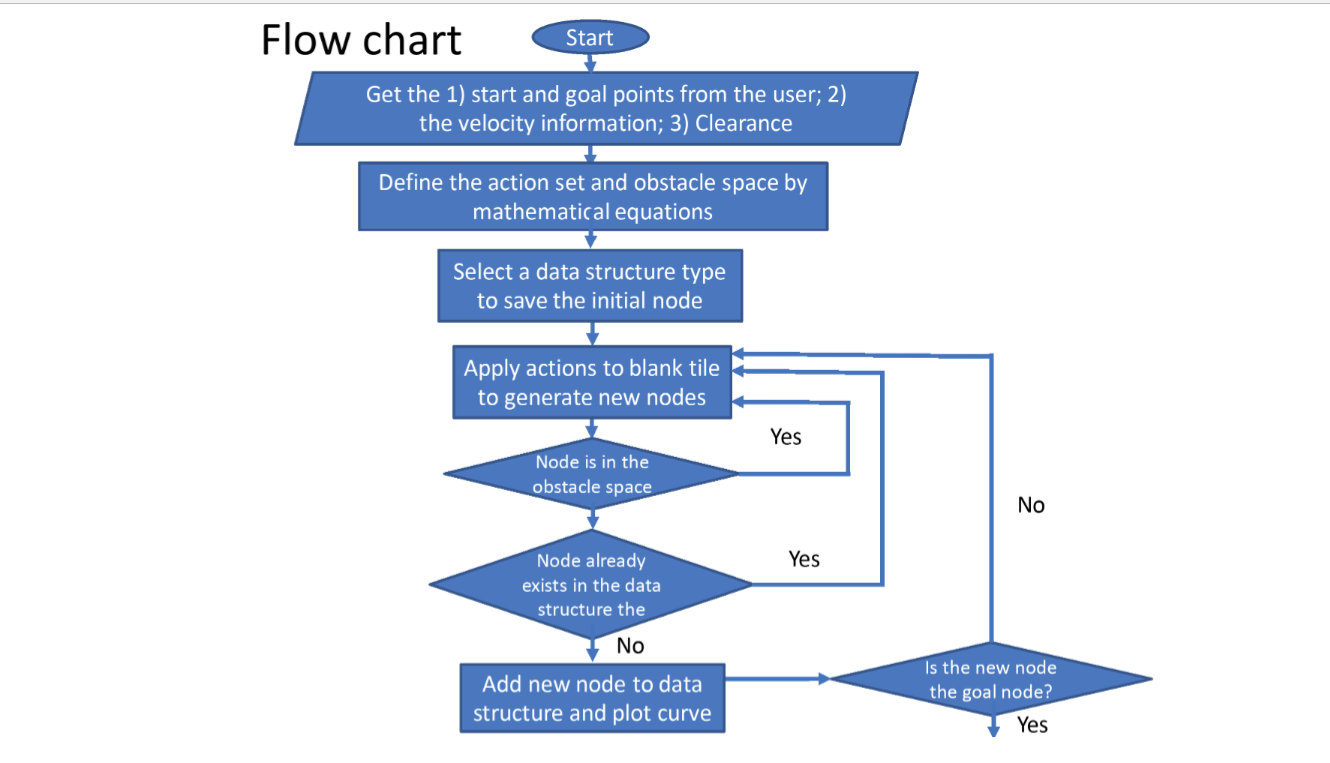 Flow chart
Start
Get the 1) start and goal points from the user; 2)
the velocity information; 3) Clearance
Define the action set and obstacle space by
mathematical equations
Select a data structure type
to save the initial node
Apply actions to blank tile
to generate new nodes
Yes
Node is in the
obstacle space
No
Yes
Node already
exists in the data
structure the
No
Add new node to data
structure and plot curve
Is the new node
the goal node?
Yes